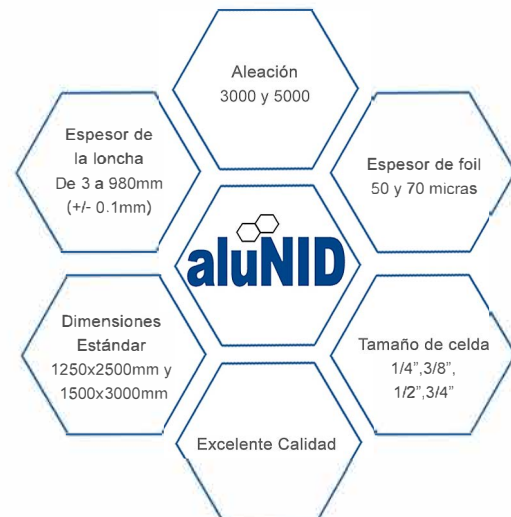 Aleación
3000 y 5000
Espesor de
la loncha
De 3 a 980mm
(+/- 0.1mm)
Espesor de foil
50 y 70 micras
aluNID
Dimensiones
Estándar
1250x2500mm y
1500x3000mm
Tamaño de celda
1/4",3/8",
1/2",3/4"
Excelente Calidad